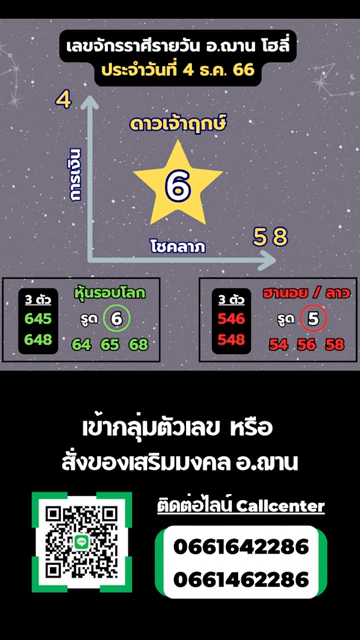 เลขจักรราศีรายวัน อ.ฌาน โฮลี่
ประจำวันที่ 4 ธ.ค. 66
4
ดาวเจ้าฤกษ์
6
การเงิน
โชคลาภ
5 8
3 ตัว
645
648
หุ้นรอบโลก
รูด 6
64 65 68
3 ตัว
546
548
ฮานอย / ลาว
รูด 5
54 56 58
เข้ากลุ่มตัวเลข หรือ
สั่งของเสริมมงคล อ.ฌาน
ติดต่อไลน์ Callcenter
0661642286
0661462286